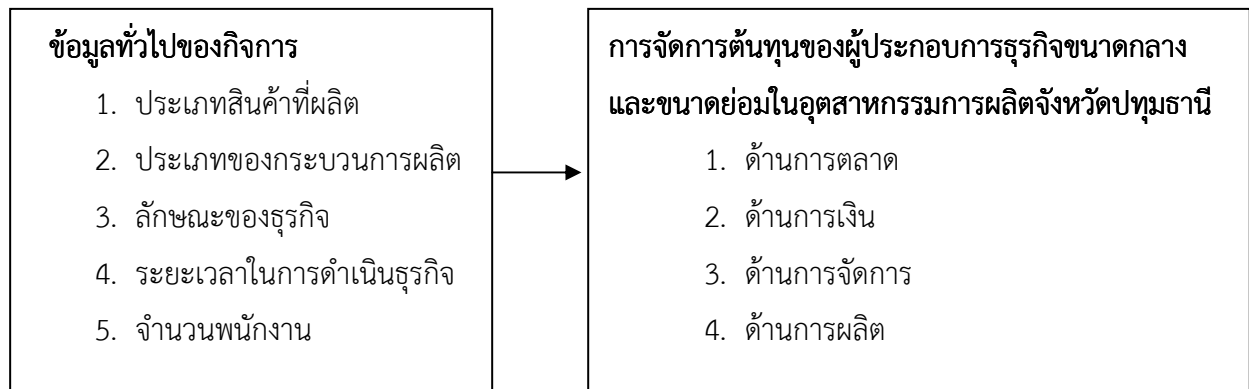 ข้อมูลทั่วไปของกิจการ
1. ประเภทสินค้าที่ผลิต
2. ประเภทของกระบวนการผลิต
3. ลักษณะของธุรกิจ
4. ระยะเวลาในการดำเนินธุรกิจ
5. จำนวนพนักงาน
การจัดการต้นทุนของผู้ประกอบการธุรกิจขนาดกลาง
และขนาดย่อมในอุตสาหกรรมการผลิตจังหวัดปทุมธานี
1. ด้านการตลาด
2. ด้านการเงิน
3. ด้านการจัดการ
4. ด้านการผลิต